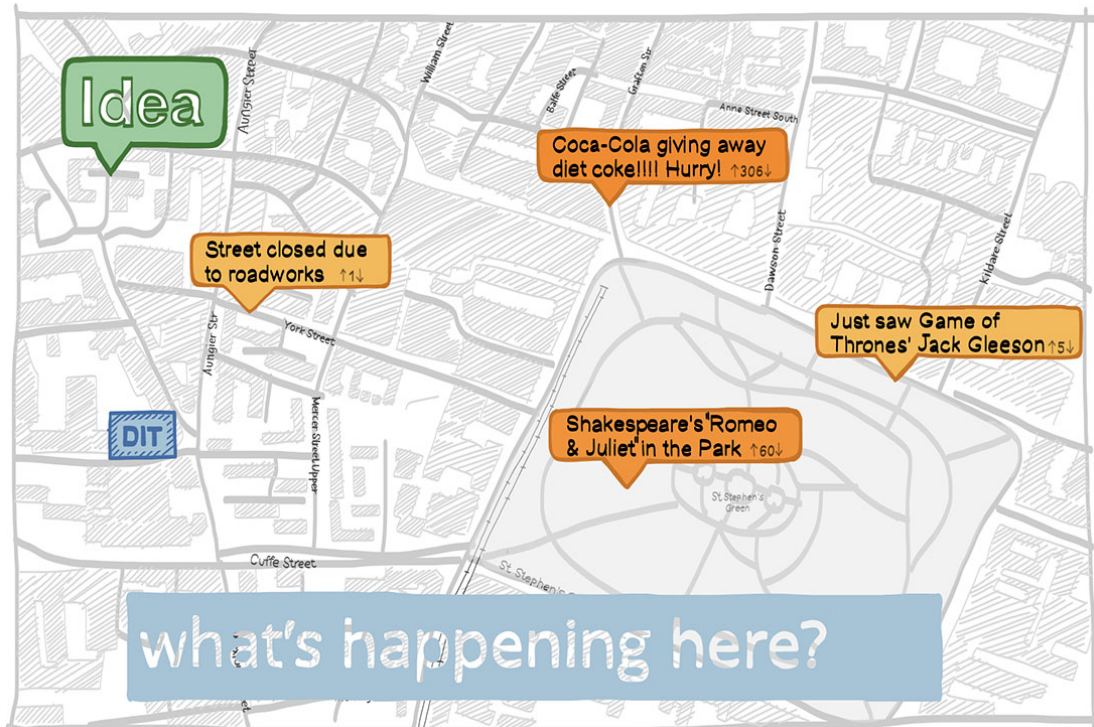 Idea
Aungier Street
William Street
Balfe Street
Grafton Str
Anne Street South
Coca-Cola giving away
diet coke!!!! Hurry! ↑306↓
Street closed due
to roadworks ↑1↓
Dawson Street
Kildare Street
Aungier Str
York Street
Just saw Game of
Thrones' Jack Gleeson ↑5↓
DIT
Mercer Street Upper
Shakespeare's "Romeo
& Juliet" in the Park ↑60↓
St. Stephen's
Green
Cuffe Street
St. Stephen's
what's happening here?